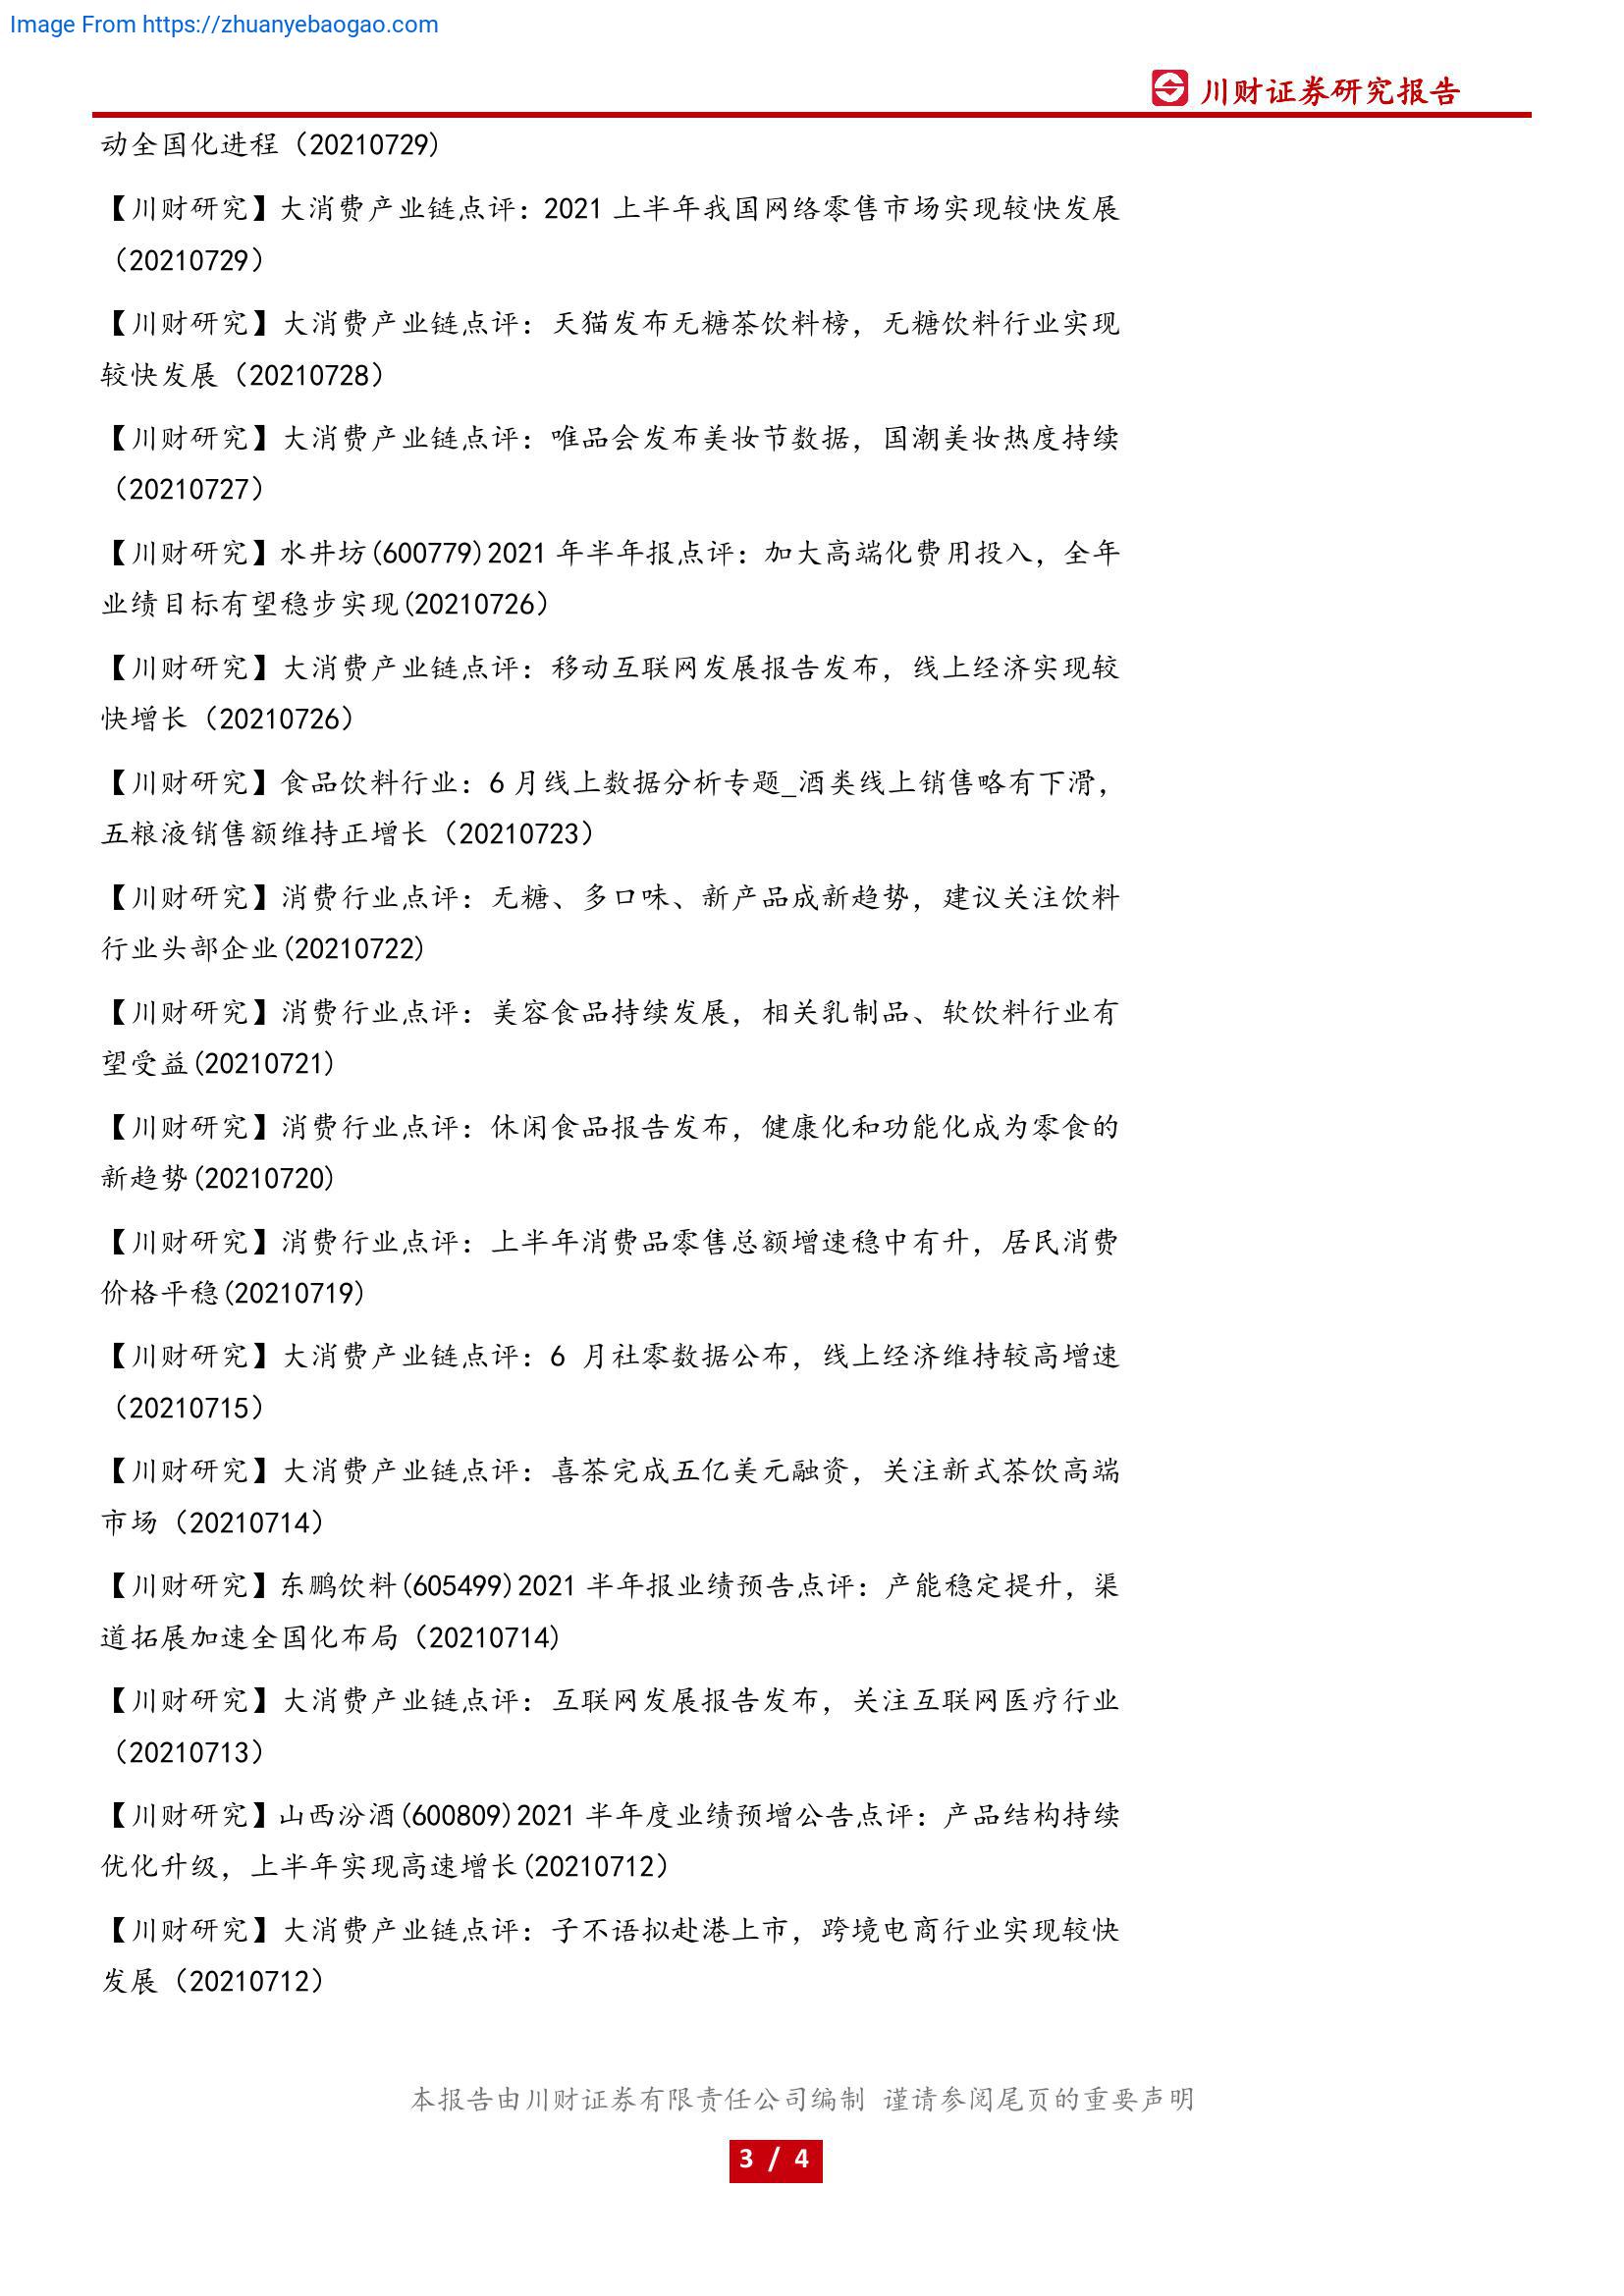 Image From https://zhuanyebaogao.com
川财证券研究报告
动全国化进程（20210729)
【川财研究】大消费产业链点评：2021 上半年我国网络零售市场实现较快发展
（20210729）
【川财研究】大消费产业链点评：天猫发布无糖茶饮料榜，无糖饮料行业实现
较快发展（20210728）
【川财研究】大消费产业链点评：唯品会发布美妆节数据，国潮美妆热度持续
（20210727）
【川财研究】水井坊(600779)2021 年半年报点评：加大高端化费用投入，全年
业绩目标有望稳步实现(20210726）
【川财研究】大消费产业链点评：移动互联网发展报告发布，线上经济实现较
快增长（20210726）
【川财研究】食品饮料行业：6 月线上数据分析专题_酒类线上销售略有下滑，
五粮液销售额维持正增长（20210723）
【川财研究】消费行业点评：无糖、多口味、新产品成新趋势，建议关注饮料
行业头部企业(20210722)
【川财研究】消费行业点评：美容食品持续发展，相关乳制品、软饮料行业有
望受益(20210721)
【川财研究】消费行业点评：休闲食品报告发布，健康化和功能化成为零食的
新趋势(20210720)
【川财研究】消费行业点评：上半年消费品零售总额增速稳中有升，居民消费
价格平稳(20210719)
【川财研究】大消费产业链点评：6 月社零数据公布，线上经济维持较高增速
（20210715）
【川财研究】大消费产业链点评：喜茶完成五亿美元融资，关注新式茶饮高端
市场（20210714）
【川财研究】东鹏饮料(605499)2021 半年报业绩预告点评：产能稳定提升，渠
道拓展加速全国化布局（20210714)
【川财研究】大消费产业链点评：互联网发展报告发布，关注互联网医疗行业
（20210713）
【川财研究】山西汾酒(600809)2021 半年度业绩预增公告点评：产品结构持续
优化升级，上半年实现高速增长(20210712）
【川财研究】大消费产业链点评：子不语拟赴港上市，跨境电商行业实现较快
发展（20210712）
本报告由川财证券有限责任公司编制 谨请参阅尾页的重要声明
3 / 4